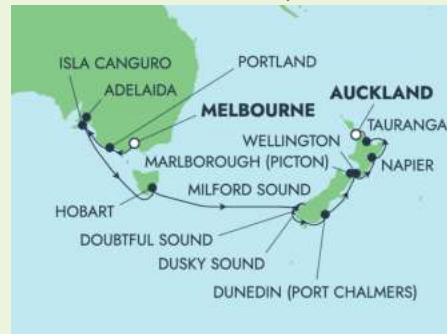 ISLA CANGURO
ADELAIDA
PORTLAND
MELBOURNE
AUCKLAND
TAURANGA
WELLINGTON
MARLBOROUGH (PICTON)
NAPIER
MILFORD SOUND
HOBART
DOUBTFUL SOUND
DUSKY SOUND
DUNEDIN (PORT CHALMERS)